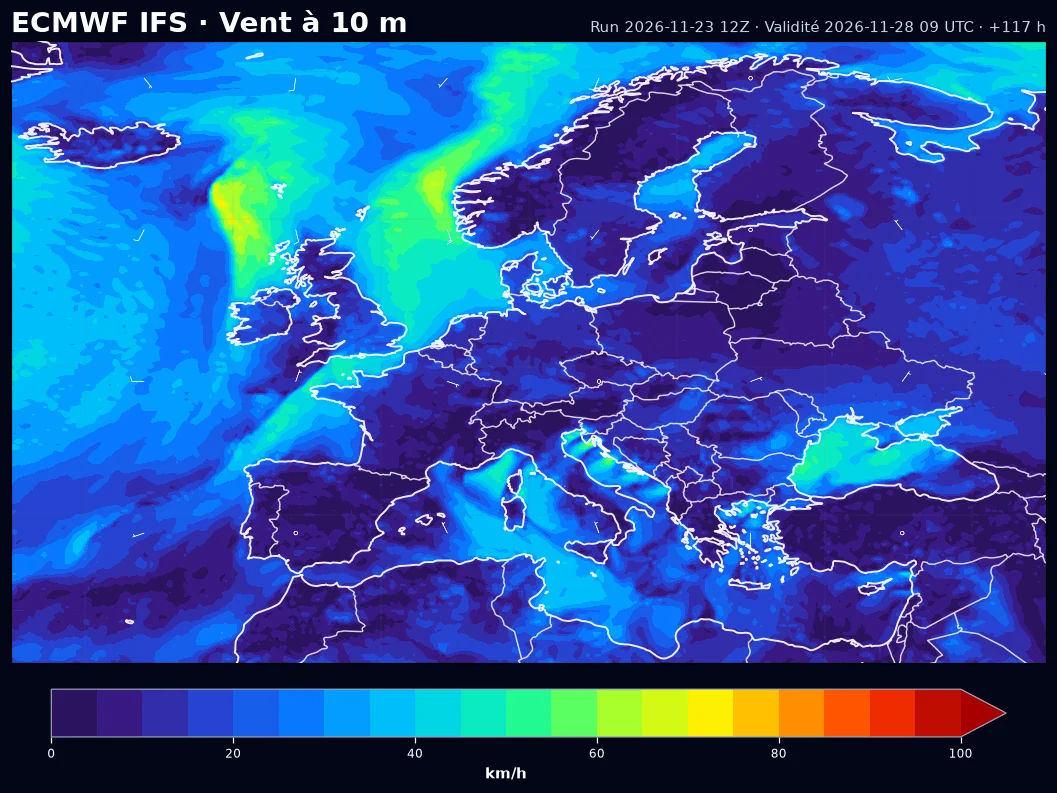 ECMWF IFS · Vent à 10 m
Run 2026-11-23 12Z · Validité 2026-11-28 09 UTC · +117 h
0 20 40 60 80 100
km/h